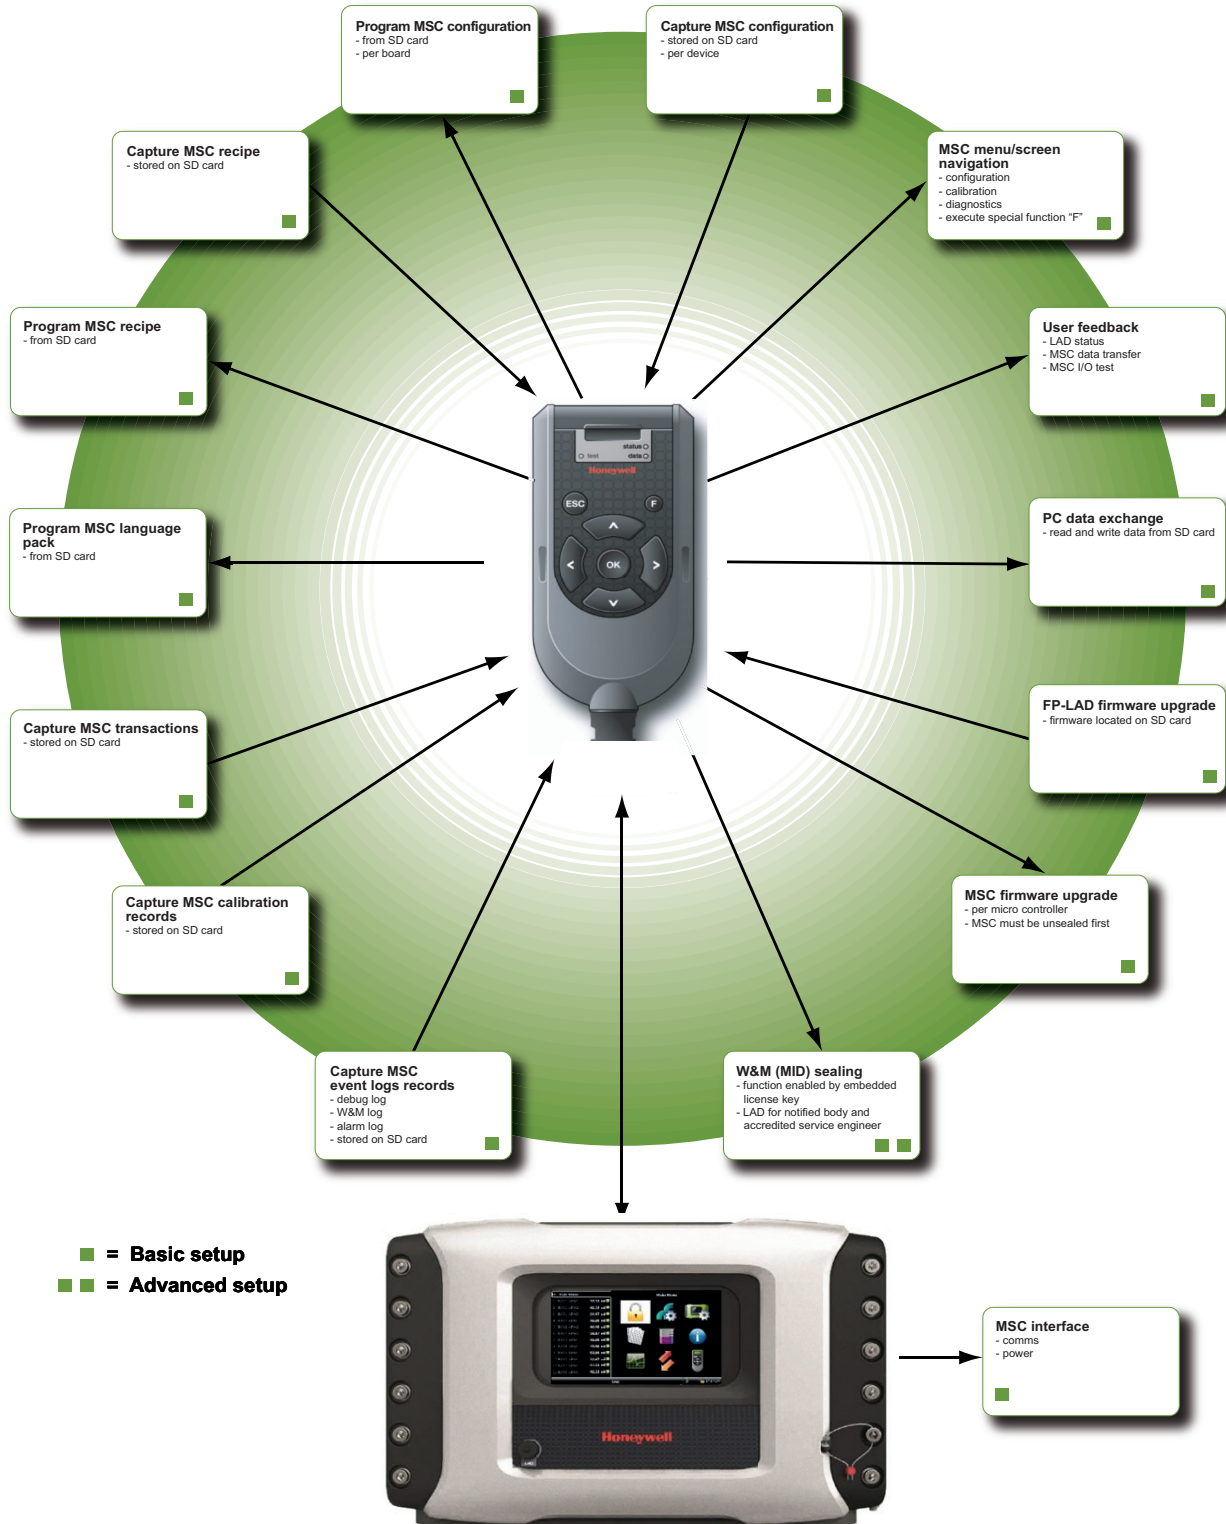 Program MSC configuration
- from SD card
- per board
Capture MSC configuration
- stored on SD card
- per device
Capture MSC recipe
- stored on SD card
MSC menu/screen
navigation
- configuration
- calibration
- diagnostics
- execute special function “F”
Program MSC recipe
- from SD card
User feedback
- LAD status
- MSC data transfer
- MSC I/O test
status
test
data
Honeywell
ESC
F
OK
Program MSC language
pack
- from SD card
PC data exchange
- read and write data from SD card
Capture MSC transactions
- stored on SD card
FP-LAD firmware upgrade
- firmware located on SD card
Capture MSC calibration
records
- stored on SD card
MSC firmware upgrade
- per micro controller
- MSC must be unsealed first
Capture MSC
event logs records
- debug log
- W&M log
- alarm log
- stored on SD card
W&M (MID) sealing
- function enabled by embedded
license key
- LAD for notified body and
accredited service engineer
= Basic setup
= Advanced setup
MSC interface
- comms
- power
Honeywell